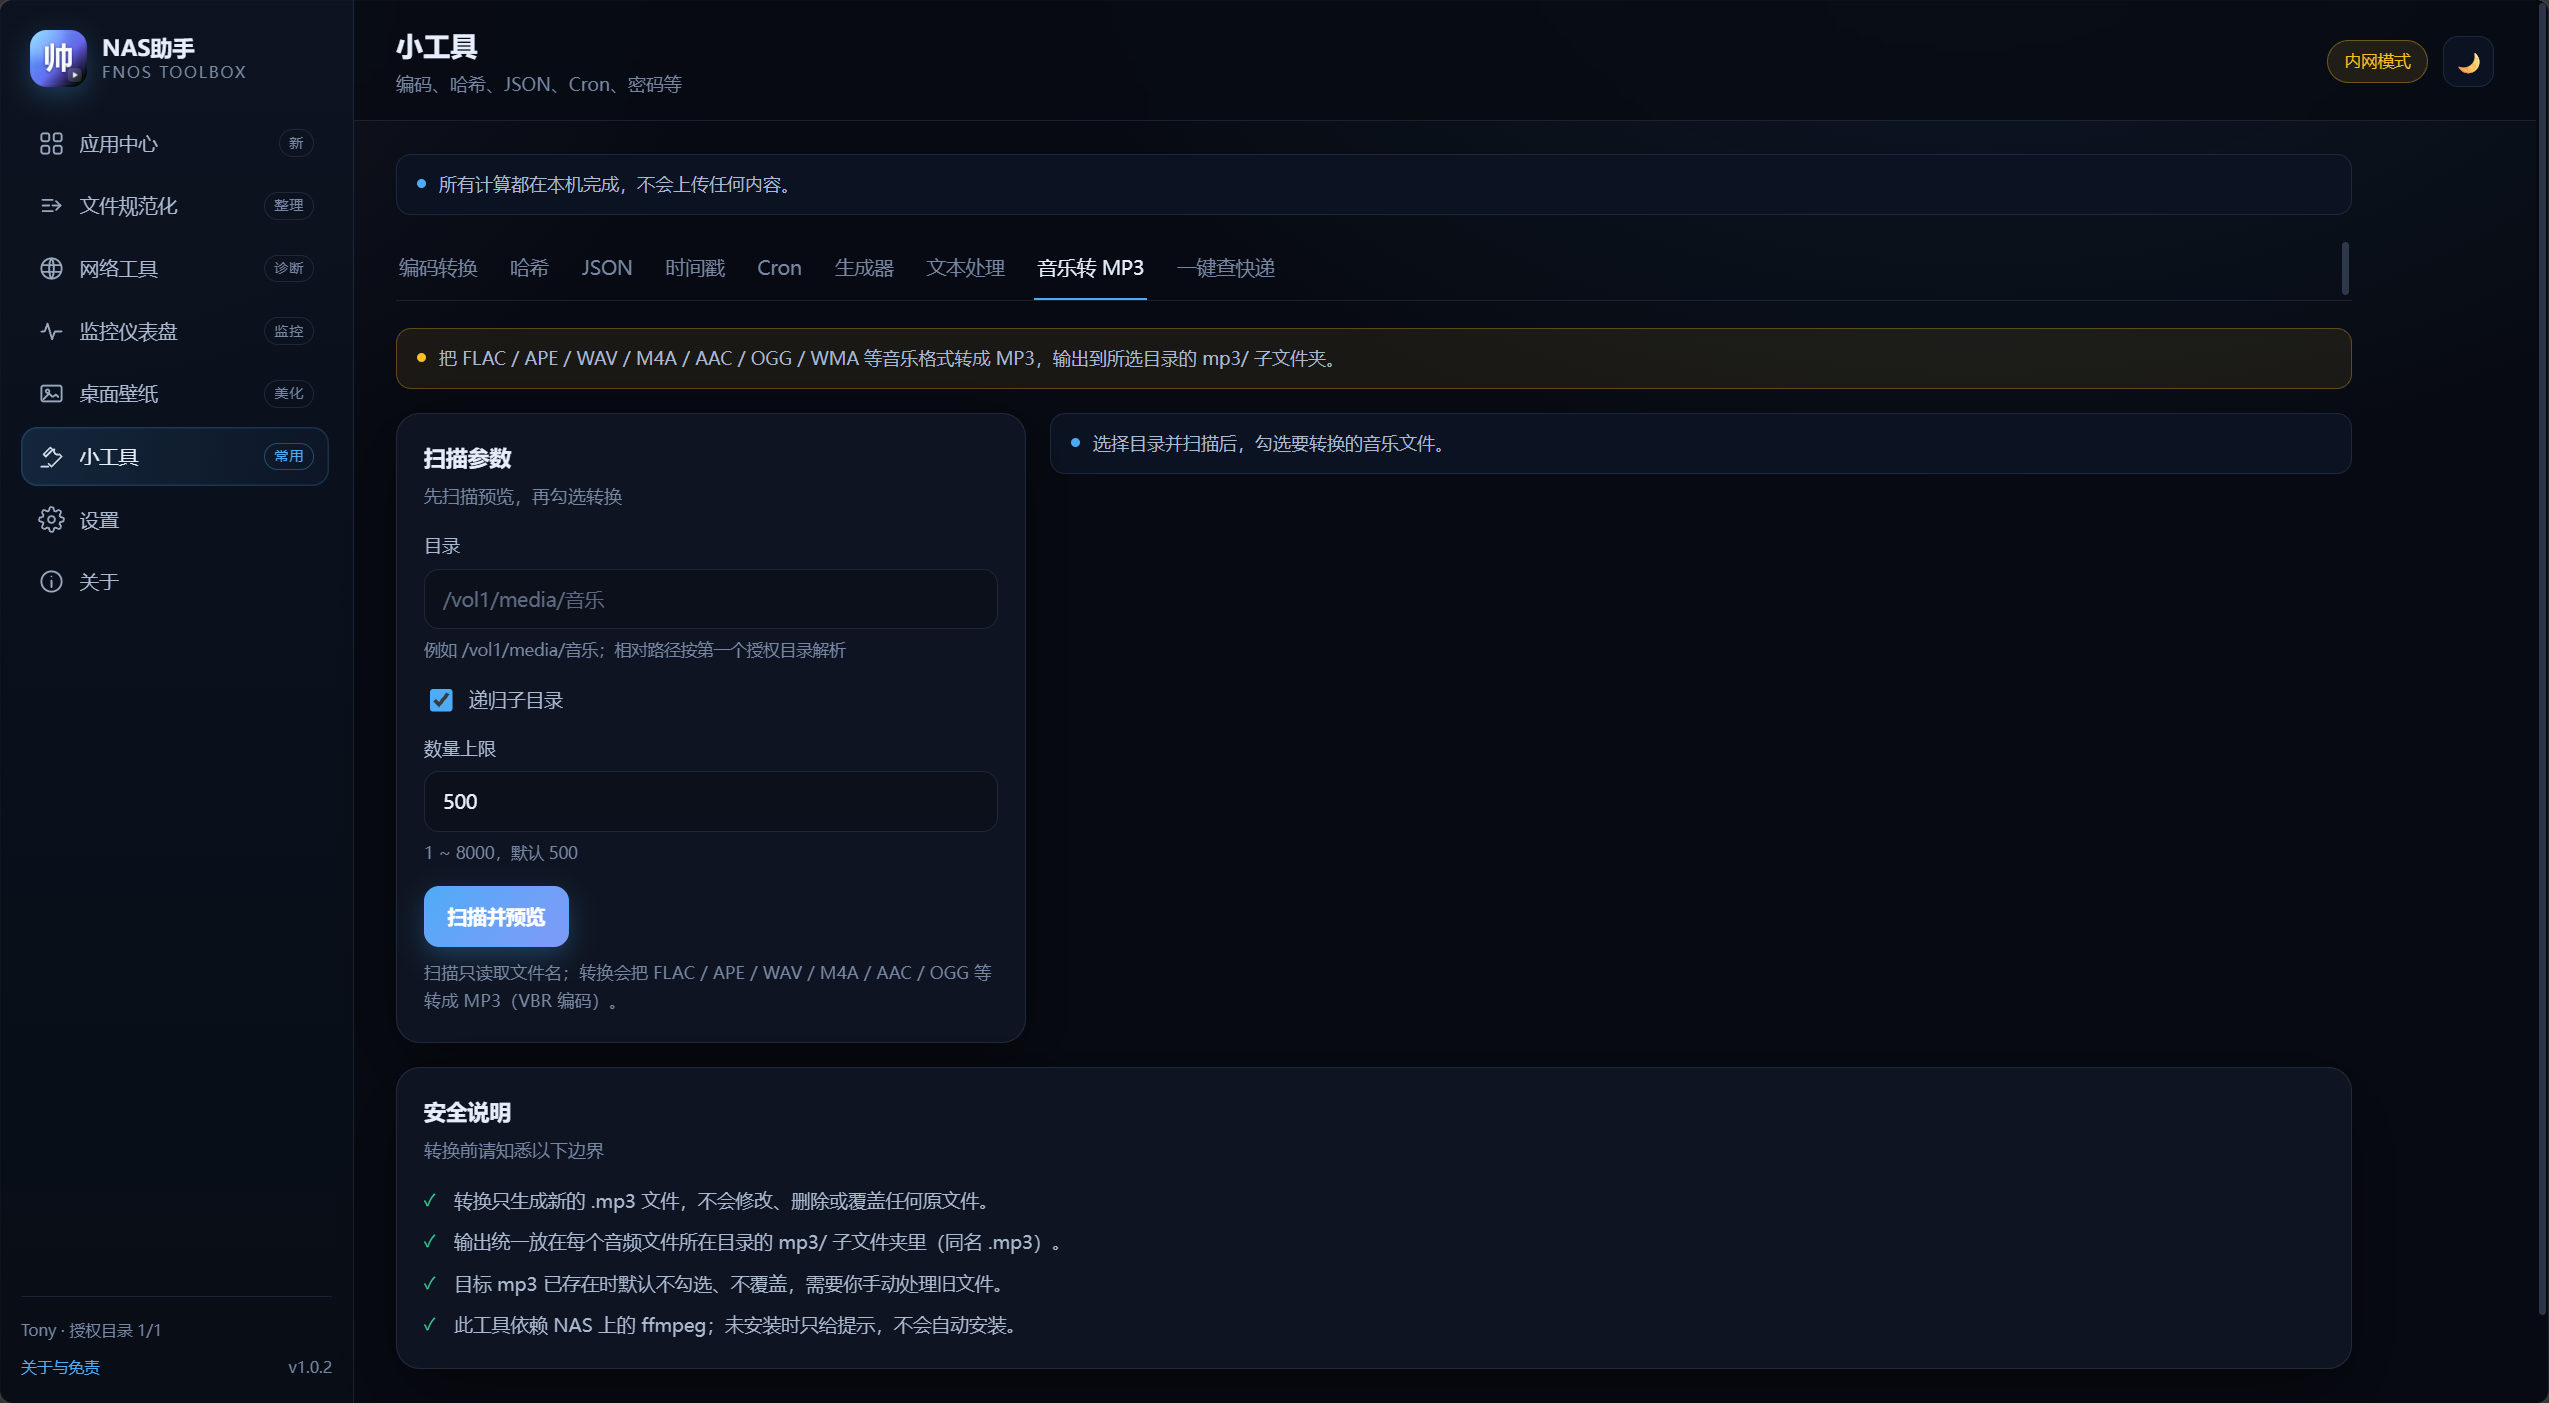 帅
NAS助手
FNOS TOOLBOX
应用中心 新
文件规范化 整理
网络工具 诊断
监控仪表盘 监控
桌面壁纸 美化
小工具 常用
设置
关于
Tony · 授权目录 1/1
关于与免责 v1.0.2
小工具
编码、哈希、JSON、Cron、密码等
内网模式
所有计算都在本机完成，不会上传任何内容。
编码转换 哈希 JSON 时间戳 Cron 生成器 文本处理 音乐转 MP3 一键查快递
把 FLAC / APE / WAV / M4A / AAC / OGG / WMA 等音乐格式转成 MP3，输出到所选目录的 mp3/ 子文件夹。
扫描参数
先扫描预览，再勾选转换
目录
/vol1/media/音乐
例如 /vol1/media/音乐；相对路径按第一个授权目录解析
递归子目录
数量上限
500
1 ~ 8000，默认 500
扫描并预览
扫描只读取文件名；转换会把 FLAC / APE / WAV / M4A / AAC / OGG 等
转成 MP3（VBR 编码）。
选择目录并扫描后，勾选要转换的音乐文件。
安全说明
转换前请知悉以下边界
✓ 转换只生成新的 .mp3 文件，不会修改、删除或覆盖任何原文件。
✓ 输出统一放在每个音频文件所在目录的 mp3/ 子文件夹里（同名 .mp3）。
✓ 目标 mp3 已存在时默认不勾选、不覆盖，需要你手动处理旧文件。
✓ 此工具依赖 NAS 上的 ffmpeg；未安装时只给提示，不会自动安装。